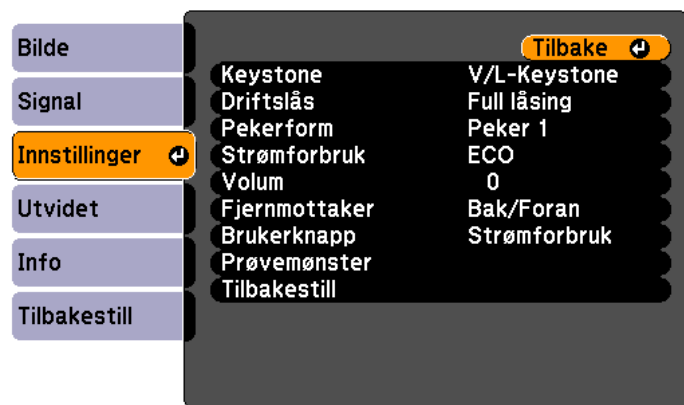 Bilde
Signal
Innstillinger
Utvidet
Info
Tilbakestill
Tilbake
Keystone V/L-Keystone
Driftslås Full låsing
Pekerform Peker 1
Strømforbruk ECO
Volum 0
Fjernmottaker Bak/Foran
Brukerknapp Strømforbruk
Prøvemønster
Tilbakestill